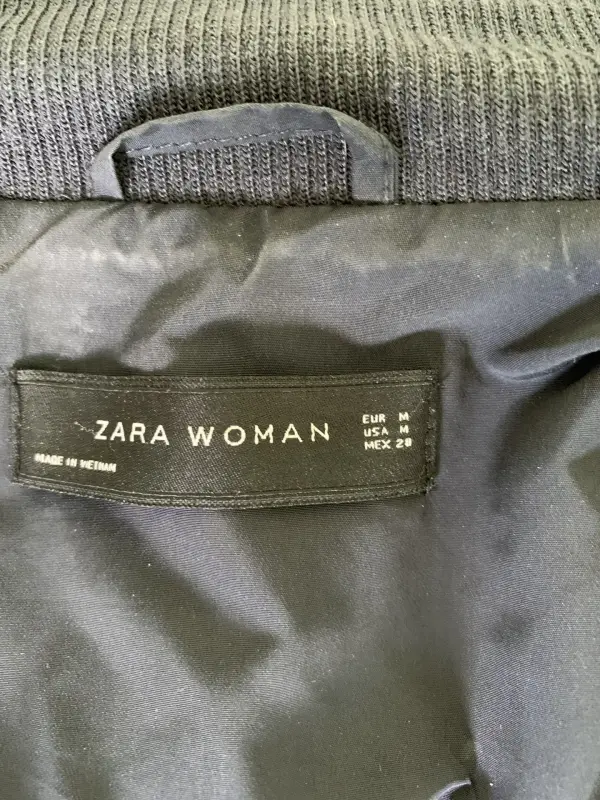 ZARA WOMAN
EUR M
USA M
MEX 28
MADE IN VIETNAM